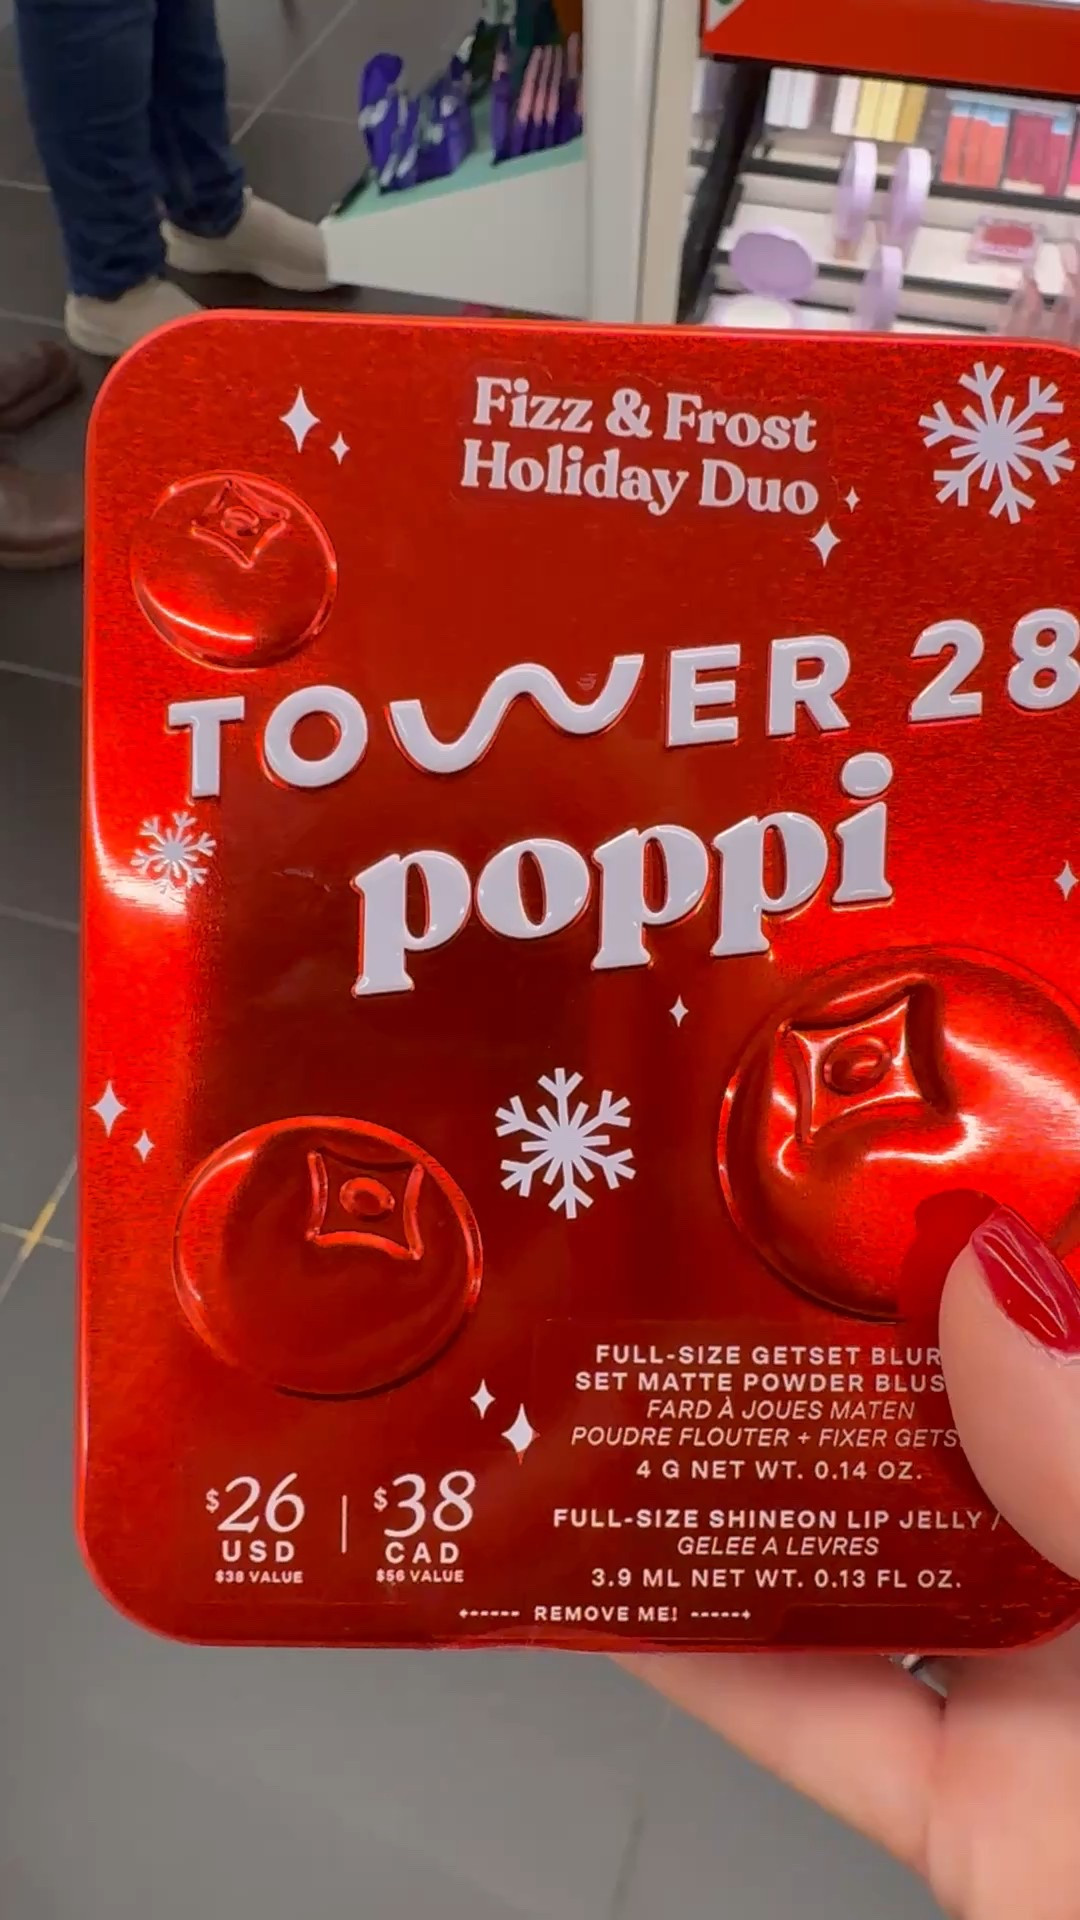 Fizz & Frost
Holiday Duo
TOWER 28
poppi
FULL-SIZE GETSET BLUR
SET MATTE POWDER BLUS
FARD À JOUES MATEN
POUDRE FLOUTER + FIXER GETS
4 G NET WT. 0.14 OZ.
FULL-SIZE SHINEON LIP JELLY /
GELEE A LEVRES
3.9 ML NET WT. 0.13 FL OZ.
$26 | $38
USD CAD
$38 VALUE $56 VALUE
REMOVE ME!